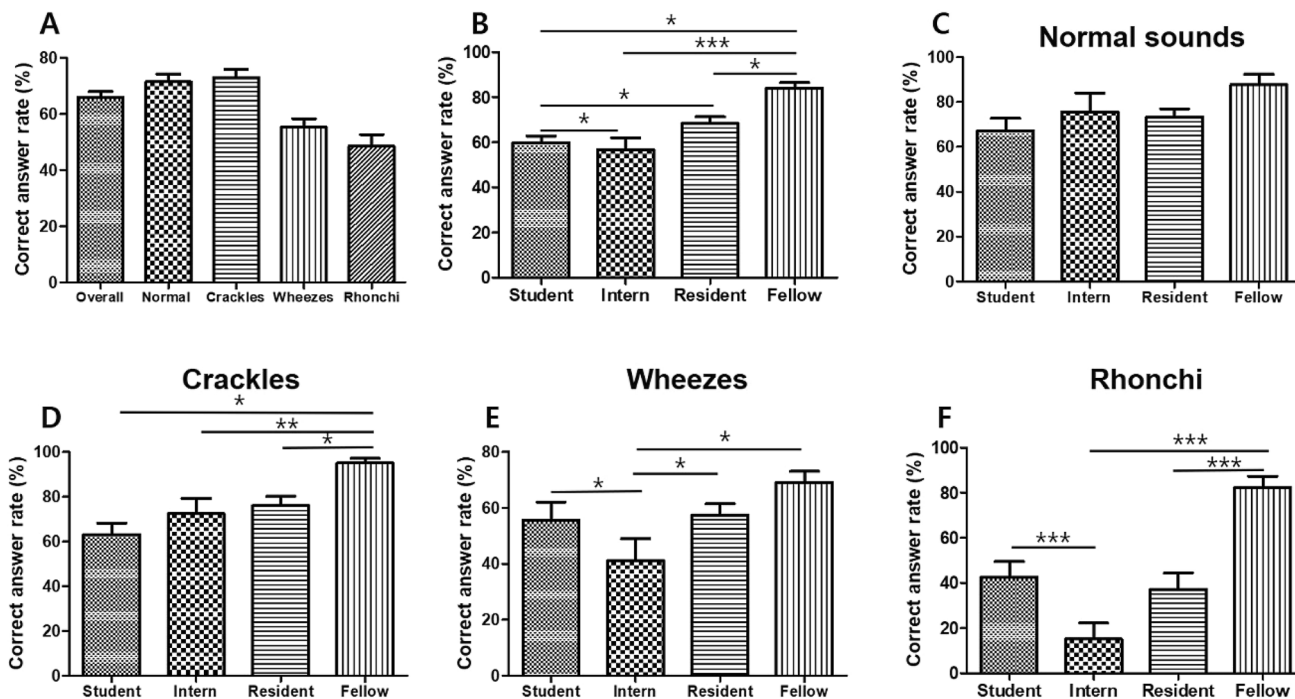 A
Correct answer rate (%)
80
60
40
20
0
Overall Normal Crackles Wheezes Rhonchi
B
Correct answer rate (%)
*
***
*
*
*
100
80
60
40
20
0
Student Intern Resident Fellow
C
Normal sounds
Correct answer rate (%)
100
80
60
40
20
0
Student Intern Resident Fellow
Crackles
D
Correct answer rate (%)
*
**
*
100
80
60
40
20
0
Student Intern Resident Fellow
Wheezes
E
Correct answer rate (%)
*
*
*
80
60
40
20
0
Student Intern Resident Fellow
Rhonchi
F
Correct answer rate (%)
***
***
***
100
80
60
40
20
0
Student Intern Resident Fellow